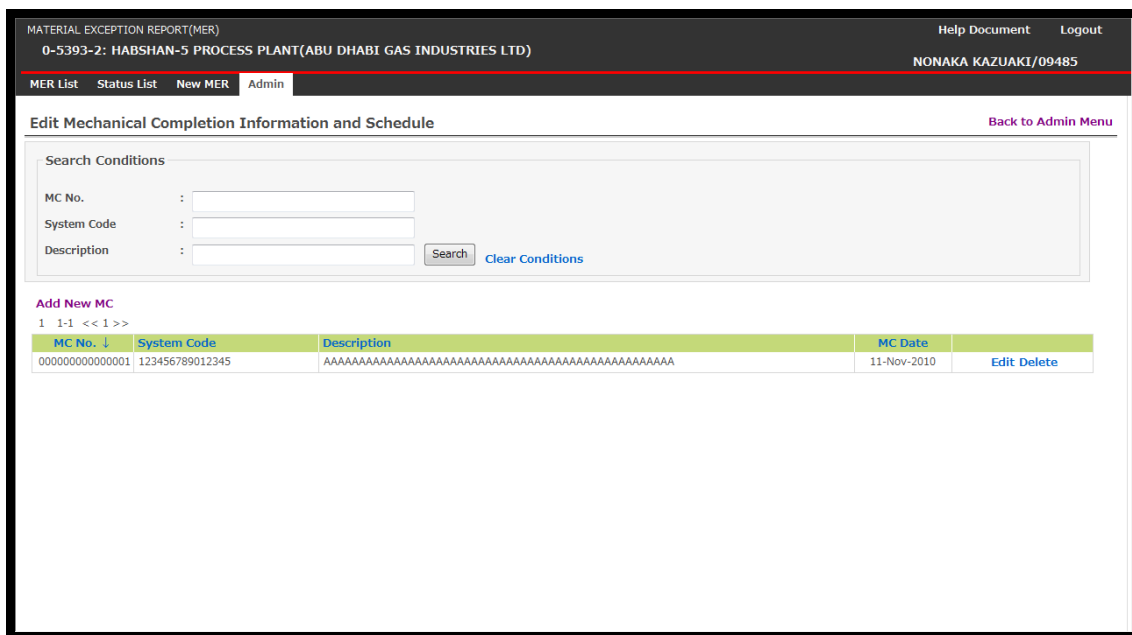 MATERIAL EXCEPTION REPORT(MER)
Help Document Logout
0-5393-2: HABSHAN-5 PROCESS PLANT(ABU DHABI GAS INDUSTRIES LTD)
NONAKA KAZUAKI/09485
MER List Status List New MER Admin
Edit Mechanical Completion Information and Schedule Back to Admin Menu
Search Conditions
MC No. :
System Code :
Description : Search Clear Conditions
Add New MC
1 1-1 << 1 >>
MC No. ↓ System Code Description MC Date
000000000000001 123456789012345 AAAAAAAAAAAAAAAAAAAAAAAAAAAAAAAAAAAAAAAAAAAAAAAAAA 11-Nov-2010 Edit Delete